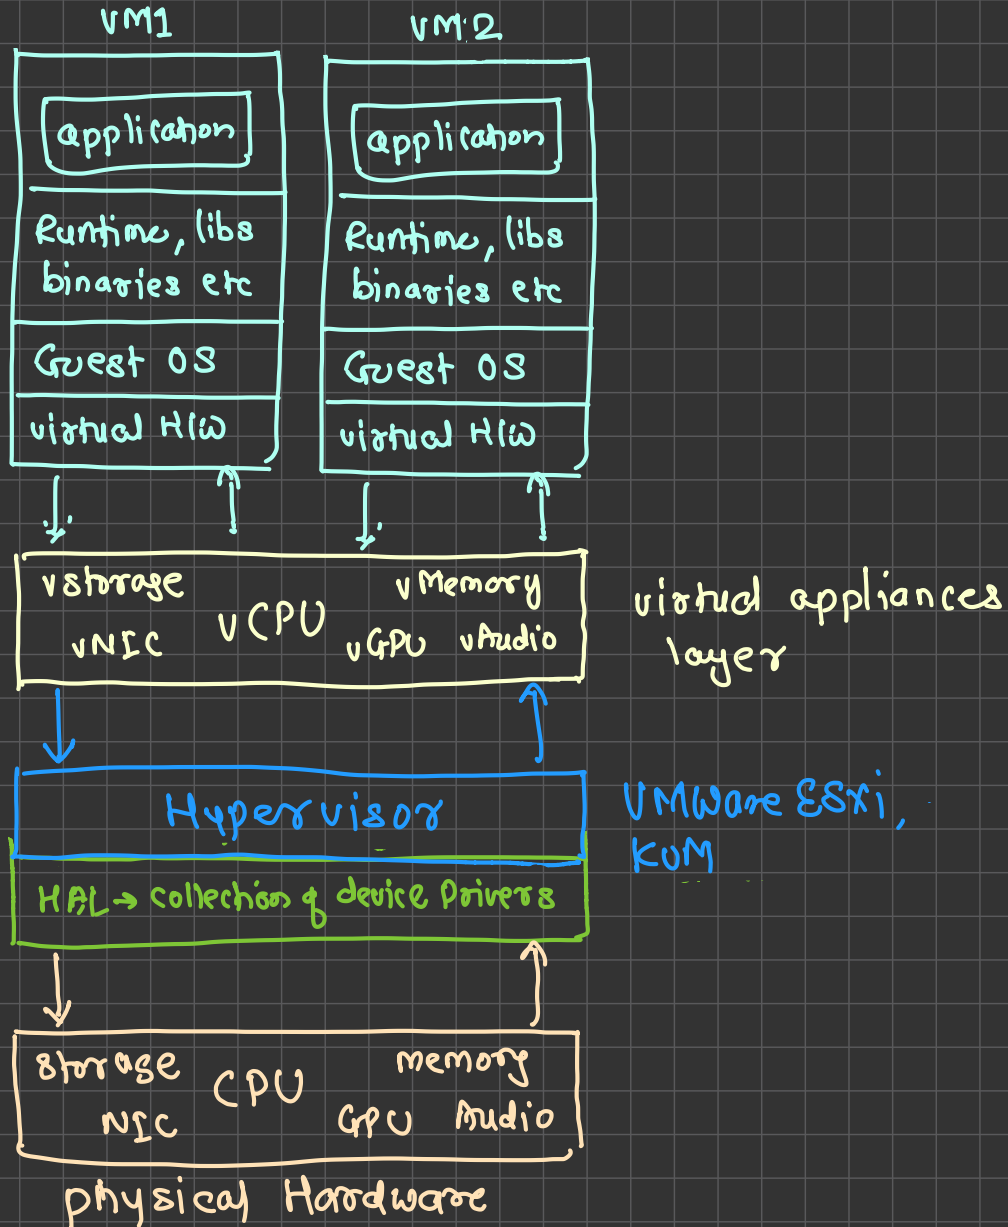 VM1
VM2
application
application
Runtime, libs
binaries etc
Runtime, libs
binaries etc
Guest OS
Guest OS
virtual H/W
virtual H/W
vstorage
vMemory
vCPU
vNIC
vGPU
vAudio
virtual appliances
layer
Hypervisor
VMWare ESXi,
KVM
HAL → collection of device Drivers
storage
memory
CPU
NIC
GPU
Audio
physical Hardware